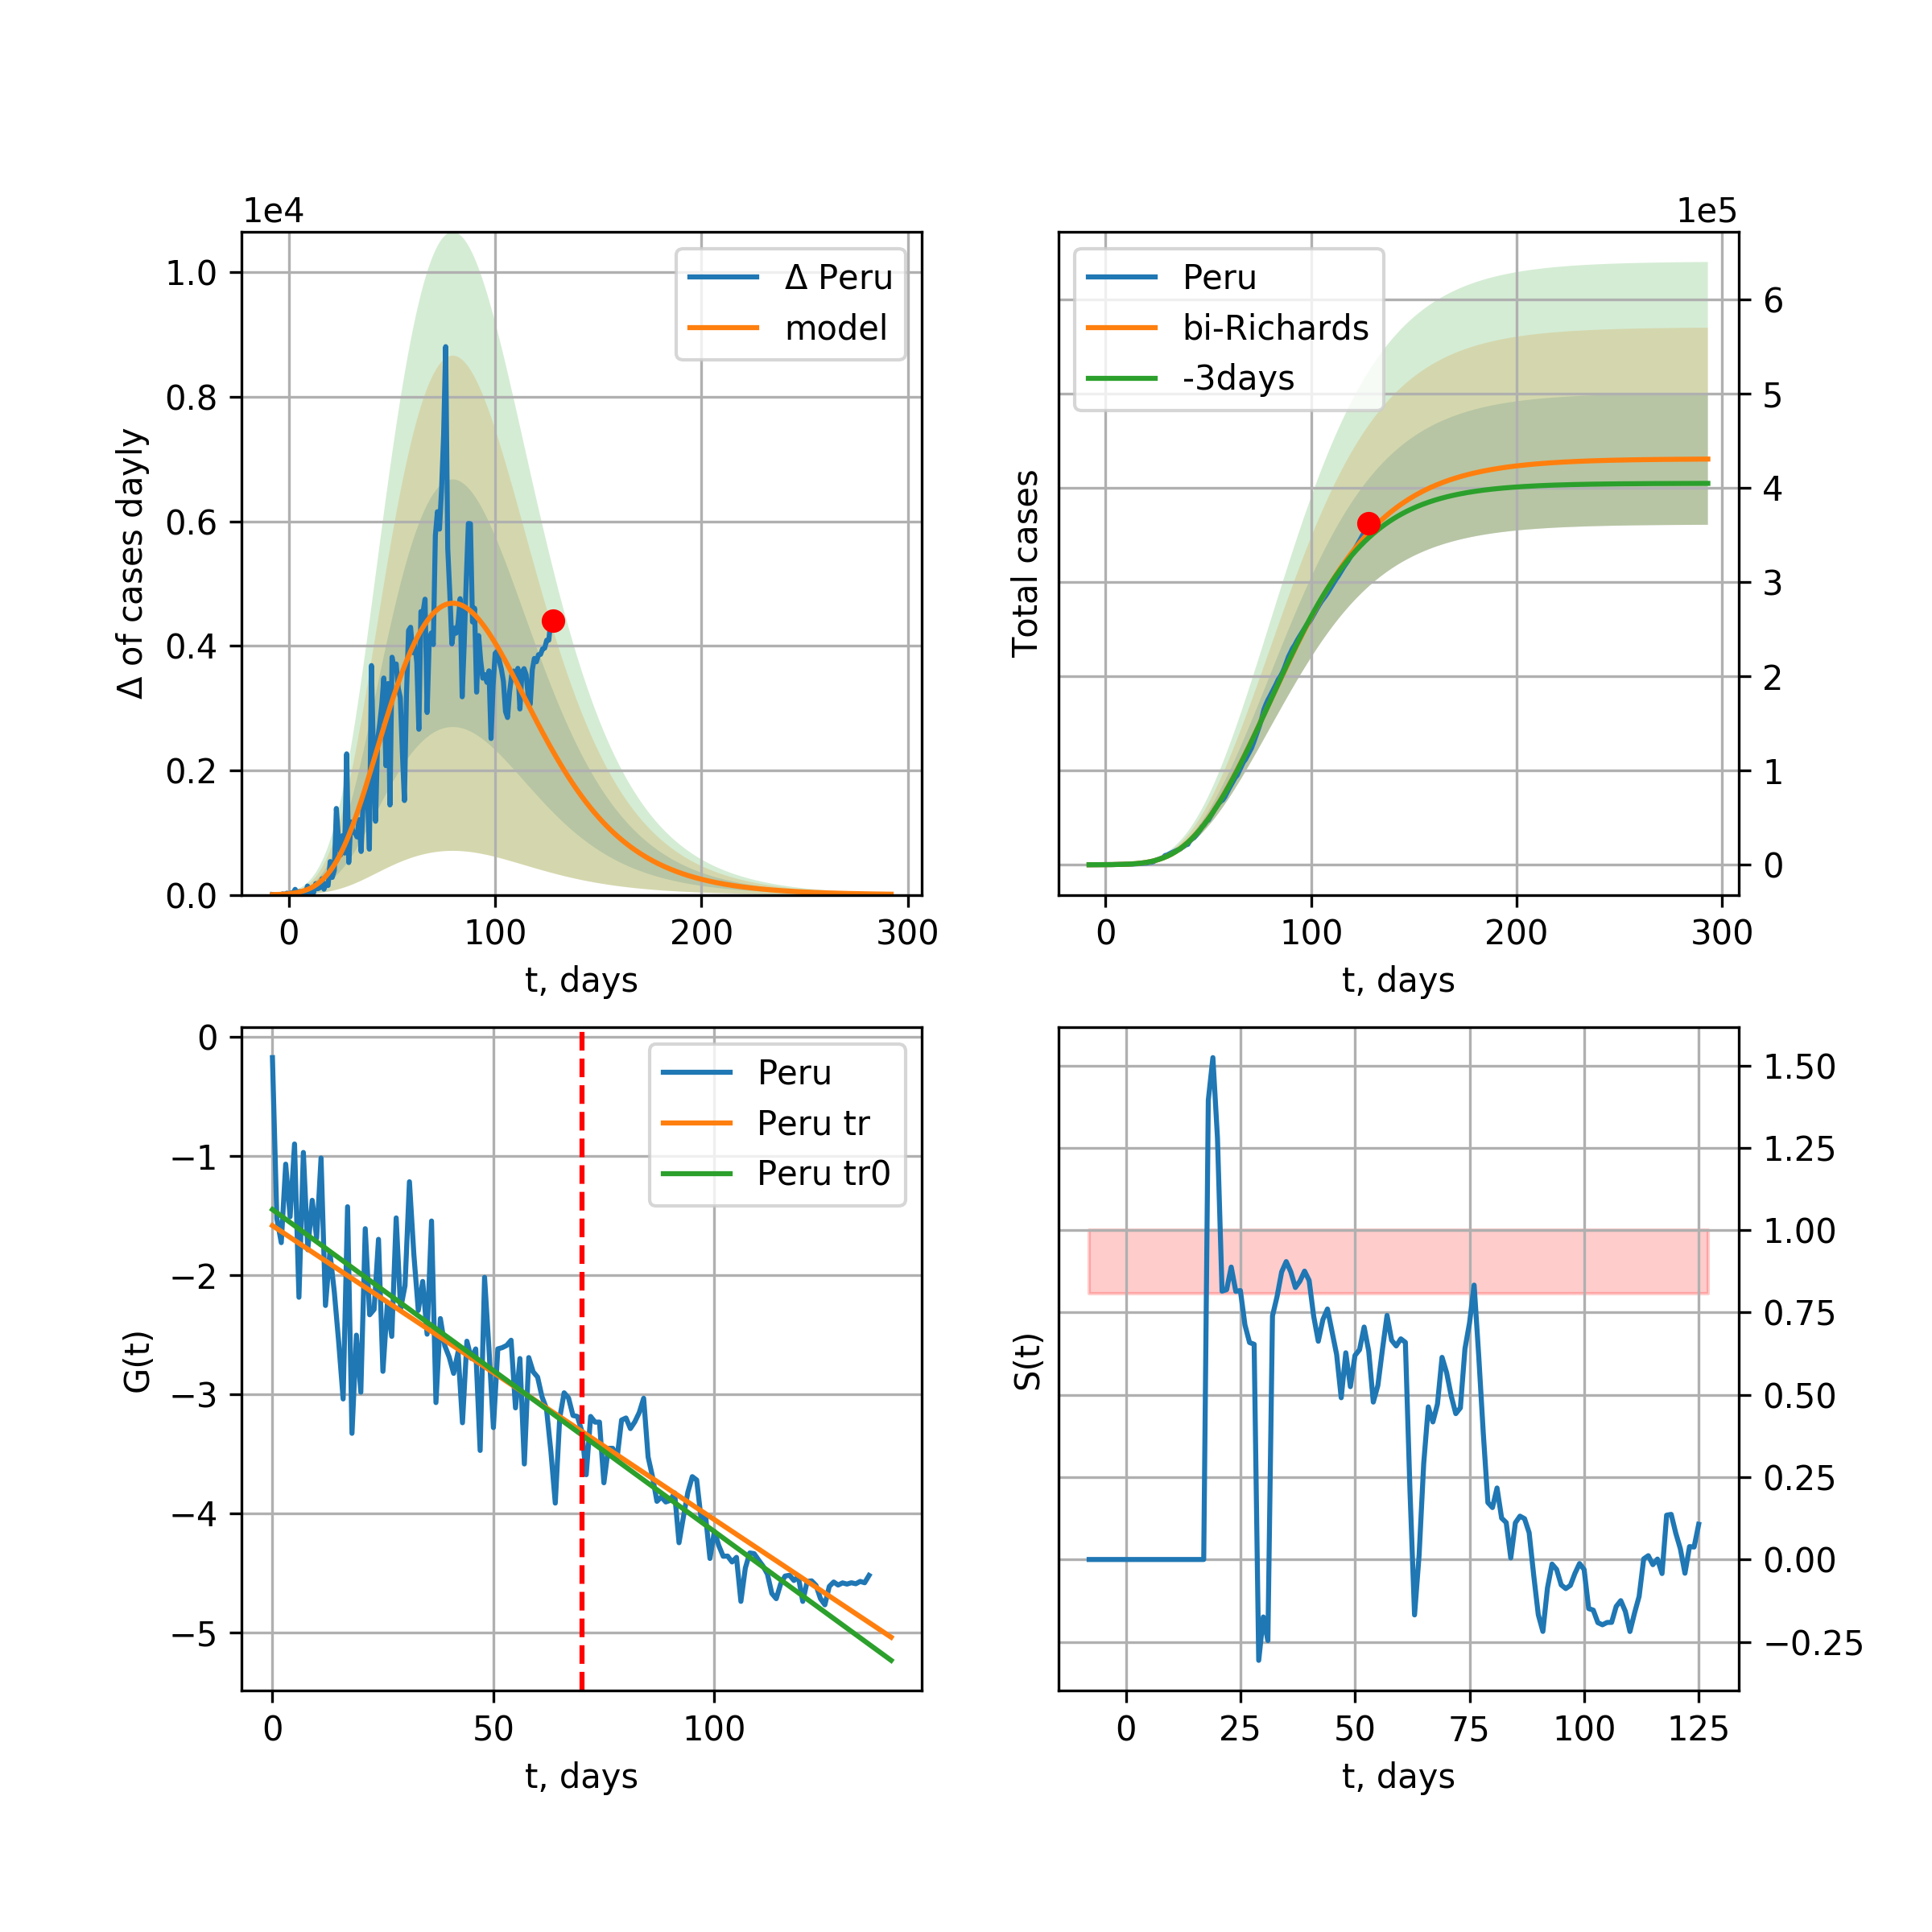 1e4
Δ of cases dayly
1.0
0.8
0.6
0.4
0.2
0.0
0 100 200 300
t, days
Δ Peru
model
1e5
Total cases
6
5
4
3
2
1
0
0 100 200 300
t, days
Peru
bi-Richards
-3days
G(t)
0
−1
−2
−3
−4
−5
0 50 100
t, days
Peru
Peru tr
Peru tr0
S(t)
1.50
1.25
1.00
0.75
0.50
0.25
0.00
−0.25
0 25 50 75 100 125
t, days